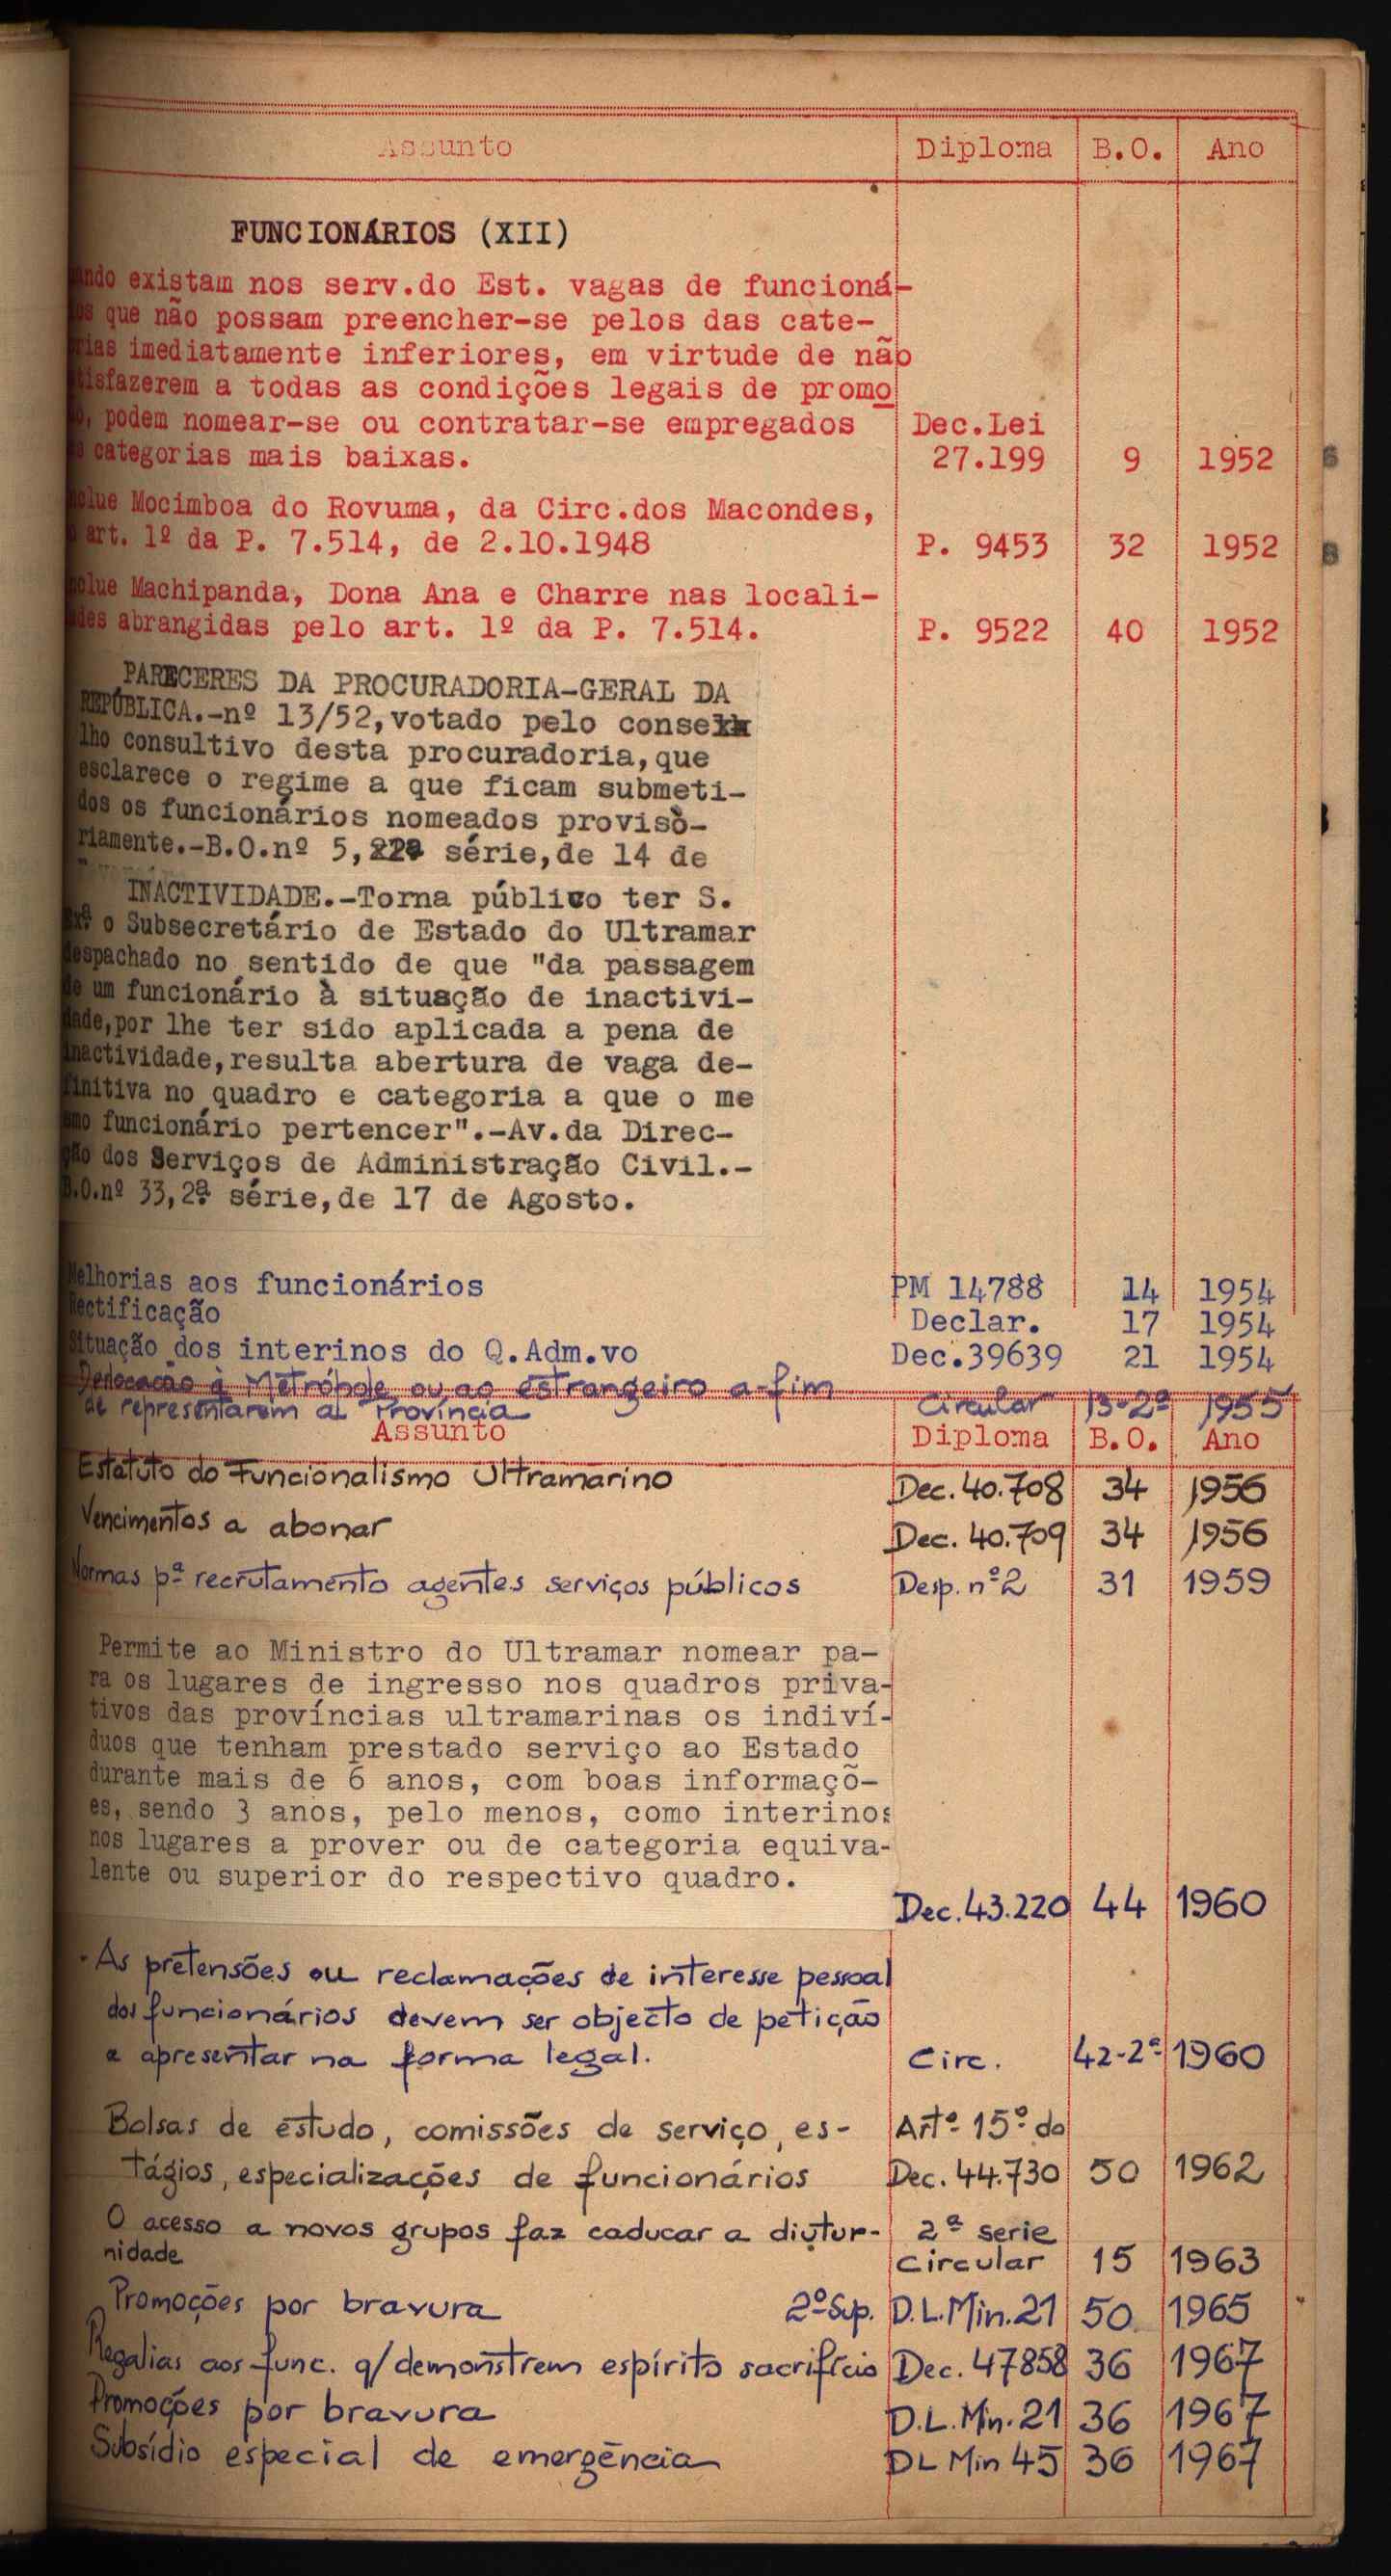 Assunto Diploma B.O. Ano
FUNCIONÁRIOS (XII)
existam nos serv.do Est. vagas de funcioná-
que não possam preencher-se pelos das cate-
imediatamente inferiores, em virtude de não
a todas as condições legais de promo
podem nomear-se ou contratar-se empregados Dec.Lei
categorias mais baixas. 27.199 9 1952
Mocimboa do Rovuma, da Circ.dos Macondes,
art. 1º da P. 7.514, de 2.10.1948 P. 9453 32 1952
Machipanda, Dona Ana e Charre nas locali-
abrangidas pelo art. 1º da P. 7.514. P. 9522 40 1952
PARECERES DA PROCURADORIA-GERAL DA
REPÚBLICA.-nº 13/52,votado pelo conse
lho consultivo desta procuradoria,que
esclarece o regime a que ficam submeti-
dos os funcionários nomeados provisò-
riamente.-B.O.nº 5,2ª série,de 14 de
INACTIVIDADE.-Torna público ter S.
Exª o Subsecretário de Estado do Ultramar
despachado no sentido de que "da passagem
de um funcionário à situação de inactivi-
dade,por lhe ter sido aplicada a pena de
inactividade,resulta abertura de vaga de-
finitiva no quadro e categoria a que o me
smo funcionário pertencer".-Av.da Direc-
ção dos Serviços de Administração Civil.-
B.O.nº 33,2ª série,de 17 de Agosto.
Melhorias aos funcionários PM 14788 14 1954
Rectificação Declar. 17 1954
Situação dos interinos do Q.Adm.vo Dec.39639 21 1954
Deslocação à Metrópole ou ao estrangeiro a-fim
de representarem a Província Circular 13-2ª 1955
Assunto Diploma B.O. Ano
Estatuto do Funcionalismo Ultramarino Dec. 40.708 34 1956
Vencimentos a abonar Dec. 40.709 34 1956
Normas pª recrutamento agentes serviços públicos Desp. nº2 31 1959
Permite ao Ministro do Ultramar nomear pa-
ra os lugares de ingresso nos quadros priva-
tivos das províncias ultramarinas os indiví-
duos que tenham prestado serviço ao Estado
durante mais de 6 anos, com boas informaçõ-
es, sendo 3 anos, pelo menos, como interinos
nos lugares a prover ou de categoria equiva-
lente ou superior do respectivo quadro.
Dec.43.220 44 1960
- As pretensões ou reclamações de interesse pessoal
dos funcionários devem ser objecto de petição
a apresentar na forma legal. Circ. 42-2ª 1960
Bolsas de estudo, comissões de serviço, es- Artº 15º do
tágios, especializações de funcionários Dec. 44.730 50 1962
O acesso a novos grupos faz caducar a diutur- 2ª serie
nidade Circular 15 1963
Promoções por bravura 2º Sup. D.L.Min.21 50 1965
Regalias aos func. q/demonstrem espírito sacrifício Dec. 47858 36 1967
Promoções por bravura D.L.Min.21 36 1967
Subsídio especial de emergência DL Min 45 36 1967